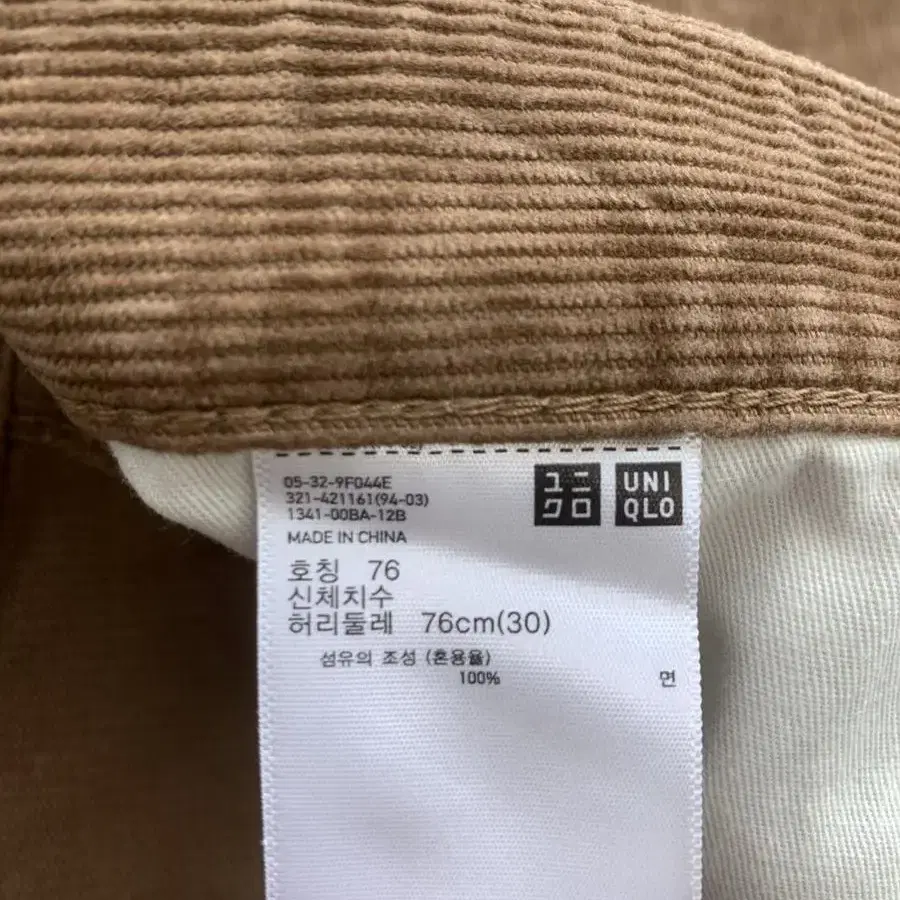 05-32-9F044E
321-421161(94-03)
1341-00BA-12B
MADE IN CHINA
ユニ
クロ
UNI
QLO
호칭 76
신체치수
허리둘레 76cm(30)
섬유의 조성 (혼용율)
100% 면